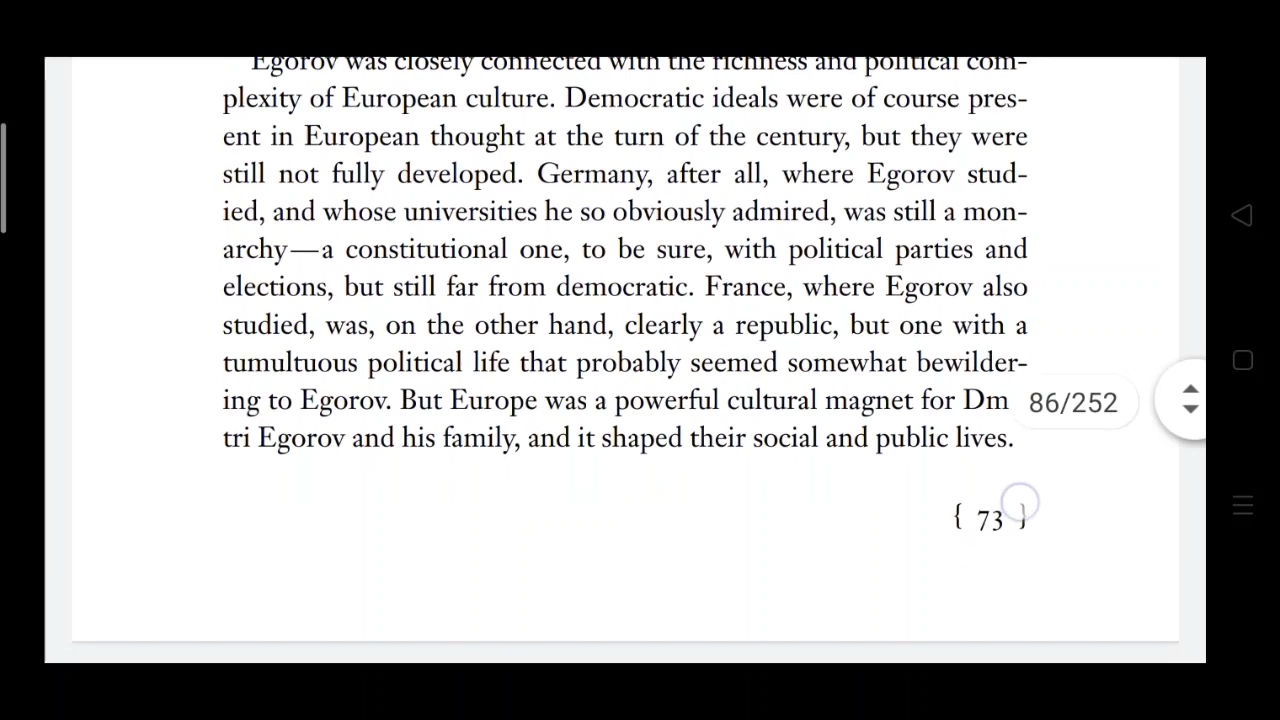 Egorov was closely connected with the richness and political com-
plexity of European culture. Democratic ideals were of course pres-
ent in European thought at the turn of the century, but they were
still not fully developed. Germany, after all, where Egorov stud-
ied, and whose universities he so obviously admired, was still a mon-
archy—a constitutional one, to be sure, with political parties and
elections, but still far from democratic. France, where Egorov also
studied, was, on the other hand, clearly a republic, but one with a
tumultuous political life that probably seemed somewhat bewilder-
ing to Egorov. But Europe was a powerful cultural magnet for Dm
86/252
tri Egorov and his family, and it shaped their social and public lives.
{ 73 }